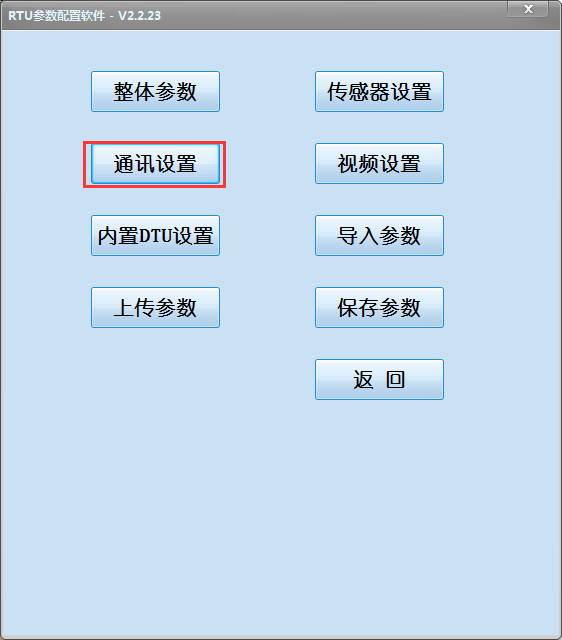 RTU参数配置软件 - V2.2.23
整体参数
传感器设置
通讯设置
视频设置
内置DTU设置
导入参数
上传参数
保存参数
返 回